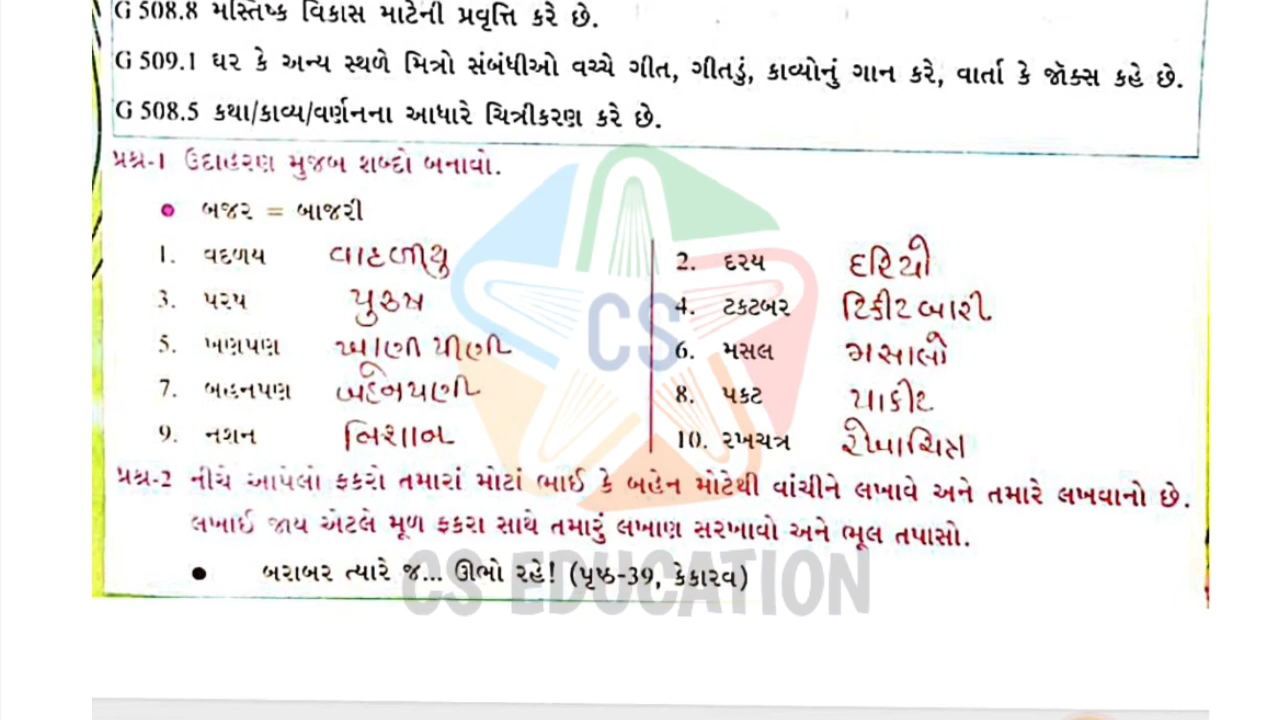 G 508.8 મસ્તિષ્ક વિકાસ માટેની પ્રવૃત્તિ કરે છે.
G 509.1 ઘર કે અન્ય સ્થળે મિત્રો સંબંધીઓ વચ્ચે ગીત, ગીતડું, કાવ્યોનું ગાન કરે, વાર્તા કે જૉક્સ કહે છે.
G 508.5 કથા/કાવ્ય/વર્ણનના આધારે ચિત્રીકરણ કરે છે.
પ્રશ્ન-1 ઉદાહરણ મુજબ શબ્દો બનાવો.
● બજર = બાજરી
1. વદળય વાદળીયુ 2. દરય દરિયો
3. પરષ પુરુષ 4. ટકટબર ટિકીટ બારી
5. ખણપણ ખાણી પીણી 6. મસલ મસાલો
7. બહનપણ બહેનપણી 8. પકટ પાકીટ
9. નશન નિશાન 10. રખચત્ર રેખાચિત્ર
પ્રશ્ન-2 નીચે આપેલો ફકરો તમારાં મોટાં ભાઈ કે બહેન મોટેથી વાંચીને લખાવે અને તમારે લખવાનો છે.
લખાઈ જાય એટલે મૂળ ફકરા સાથે તમારું લખાણ સરખાવો અને ભૂલ તપાસો.
● બરાબર ત્યારે જ... ઊભો રહે! (પૃષ્ઠ-39, કેકારવ)
CS
CS EDUCATION